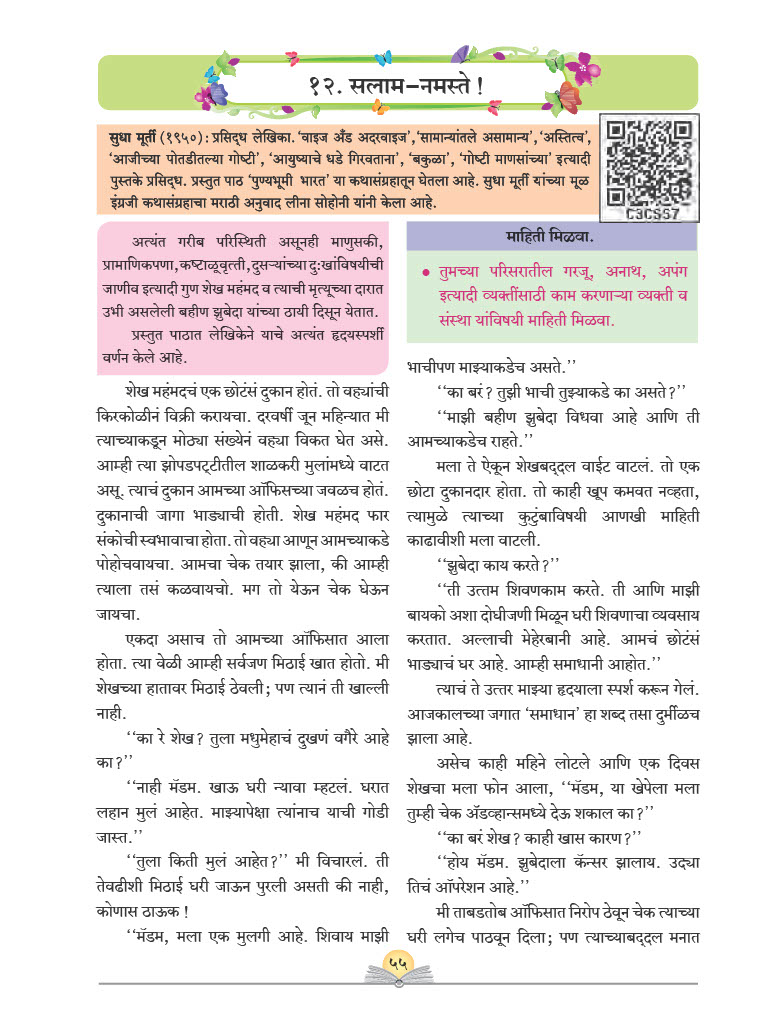 १२. सलाम–नमस्ते !
सुधा मूर्ती (१९५०) : प्रसिद्ध लेखिका. ‘वाइज अँड अदरवाइज’, ‘सामान्यांतले असामान्य’, ‘अस्तित्व’,
‘आजीच्या पोतडीतल्या गोष्टी’, ‘आयुष्याचे धडे गिरवताना’, ‘बकुळा’, ‘गोष्टी माणसांच्या’ इत्यादी
पुस्तके प्रसिद्ध. प्रस्तुत पाठ ‘पुण्यभूमी भारत’ या कथासंग्रहातून घेतला आहे. सुधा मूर्ती यांच्या मूळ
इंग्रजी कथासंग्रहाचा मराठी अनुवाद लीना सोहोनी यांनी केला आहे.
C3CSS7
अत्यंत गरीब परिस्थिती असूनही माणुसकी,
प्रामाणिकपणा, कष्टाळूवृत्ती, दुसऱ्यांच्या दुःखांविषयीची
जाणीव इत्यादी गुण शेख महंमद व त्याची मृत्यूच्या दारात
उभी असलेली बहीण झुबेदा यांच्या ठायी दिसून येतात.
प्रस्तुत पाठात लेखिकेने याचे अत्यंत हृदयस्पर्शी
वर्णन केले आहे.
शेख महंमदचं एक छोटंसं दुकान होतं. तो वह्यांची
किरकोळीनं विक्री करायचा. दरवर्षी जून महिन्यात मी
त्याच्याकडून मोठ्या संख्येनं वह्या विकत घेत असे.
आम्ही त्या झोपडपट्टीतील शाळकरी मुलांमध्ये वाटत
असू. त्याचं दुकान आमच्या ऑफिसच्या जवळच होतं.
दुकानाची जागा भाड्याची होती. शेख महंमद फार
संकोची स्वभावाचा होता. तो वह्या आणून आमच्याकडे
पोहोचवायचा. आमचा चेक तयार झाला, की आम्ही
त्याला तसं कळवायचो. मग तो येऊन चेक घेऊन
जायचा.
एकदा असाच तो आमच्या ऑफिसात आला
होता. त्या वेळी आम्ही सर्वजण मिठाई खात होतो. मी
शेखच्या हातावर मिठाई ठेवली; पण त्यानं ती खाल्ली
नाही.
‘‘का रे शेख? तुला मधुमेहाचं दुखणं वगैरे आहे
का?’’
‘‘नाही मॅडम. खाऊ घरी न्यावा म्हटलं. घरात
लहान मुलं आहेत. माझ्यापेक्षा त्यांनाच याची गोडी
जास्त.’’
‘‘तुला किती मुलं आहेत?’’ मी विचारलं. ती
तेवढीशी मिठाई घरी जाऊन पुरली असती की नाही,
कोणास ठाऊक !
‘‘मॅडम, मला एक मुलगी आहे. शिवाय माझी
माहिती मिळवा.
● तुमच्या परिसरातील गरजू, अनाथ, अपंग
इत्यादी व्यक्तींसाठी काम करणाऱ्या व्यक्ती व
संस्था यांविषयी माहिती मिळवा.
भाचीपण माझ्याकडेच असते.’’
‘‘का बरं? तुझी भाची तुझ्याकडे का असते?’’
‘‘माझी बहीण झुबेदा विधवा आहे आणि ती
आमच्याकडेच राहते.’’
मला ते ऐकून शेखबद्दल वाईट वाटलं. तो एक
छोटा दुकानदार होता. तो काही खूप कमवत नव्हता,
त्यामुळे त्याच्या कुटुंबाविषयी आणखी माहिती
काढावीशी मला वाटली.
‘‘झुबेदा काय करते?’’
‘‘ती उत्तम शिवणकाम करते. ती आणि माझी
बायको अशा दोघीजणी मिळून घरी शिवणाचा व्यवसाय
करतात. अल्लाची मेहेरबानी आहे. आमचं छोटंसं
भाड्याचं घर आहे. आम्ही समाधानी आहोत.’’
त्याचं ते उत्तर माझ्या हृदयाला स्पर्श करून गेलं.
आजकालच्या जगात ‘समाधान’ हा शब्द तसा दुर्मीळच
झाला आहे.
असेच काही महिने लोटले आणि एक दिवस
शेखचा मला फोन आला, ‘‘मॅडम, या खेपेला मला
तुम्ही चेक ॲडव्हान्समध्ये देऊ शकाल का?’’
‘‘का बरं शेख? काही खास कारण?’’
‘‘होय मॅडम. झुबेदाला कॅन्सर झालाय. उद्या
तिचं ऑपरेशन आहे.’’
मी ताबडतोब ऑफिसात निरोप ठेवून चेक त्याच्या
घरी लगेच पाठवून दिला; पण त्याच्याबद्दल मनात
५५